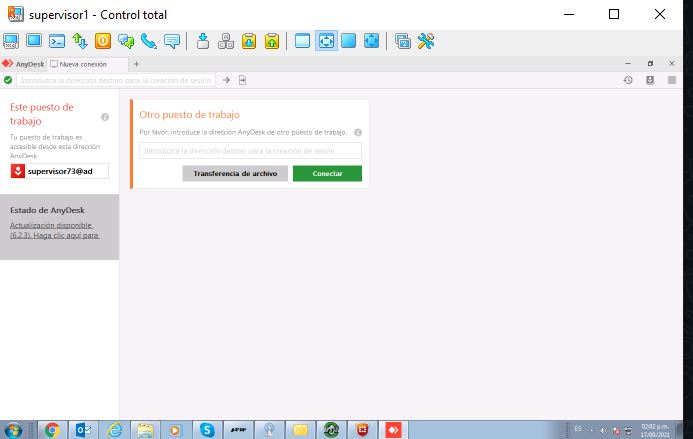 supervisor1 - Control total
AnyDesk
Nueva conexión
Introduzca la dirección destino para la creación de sesión
Este puesto de
trabajo
Tu puesto de trabajo es
accesible desde esta dirección
AnyDesk.
supervisor73@ad
Estado de AnyDesk
Actualización disponible
(6.2.3). Haga clic aquí para
Otro puesto de trabajo
Por favor, introduce la dirección AnyDesk de otro puesto de trabajo.
Introduzca la dirección destino para la creación de sesión
Transferencia de archivo
Conectar
AFIP
ES
02:02 p.m.
17/09/2021